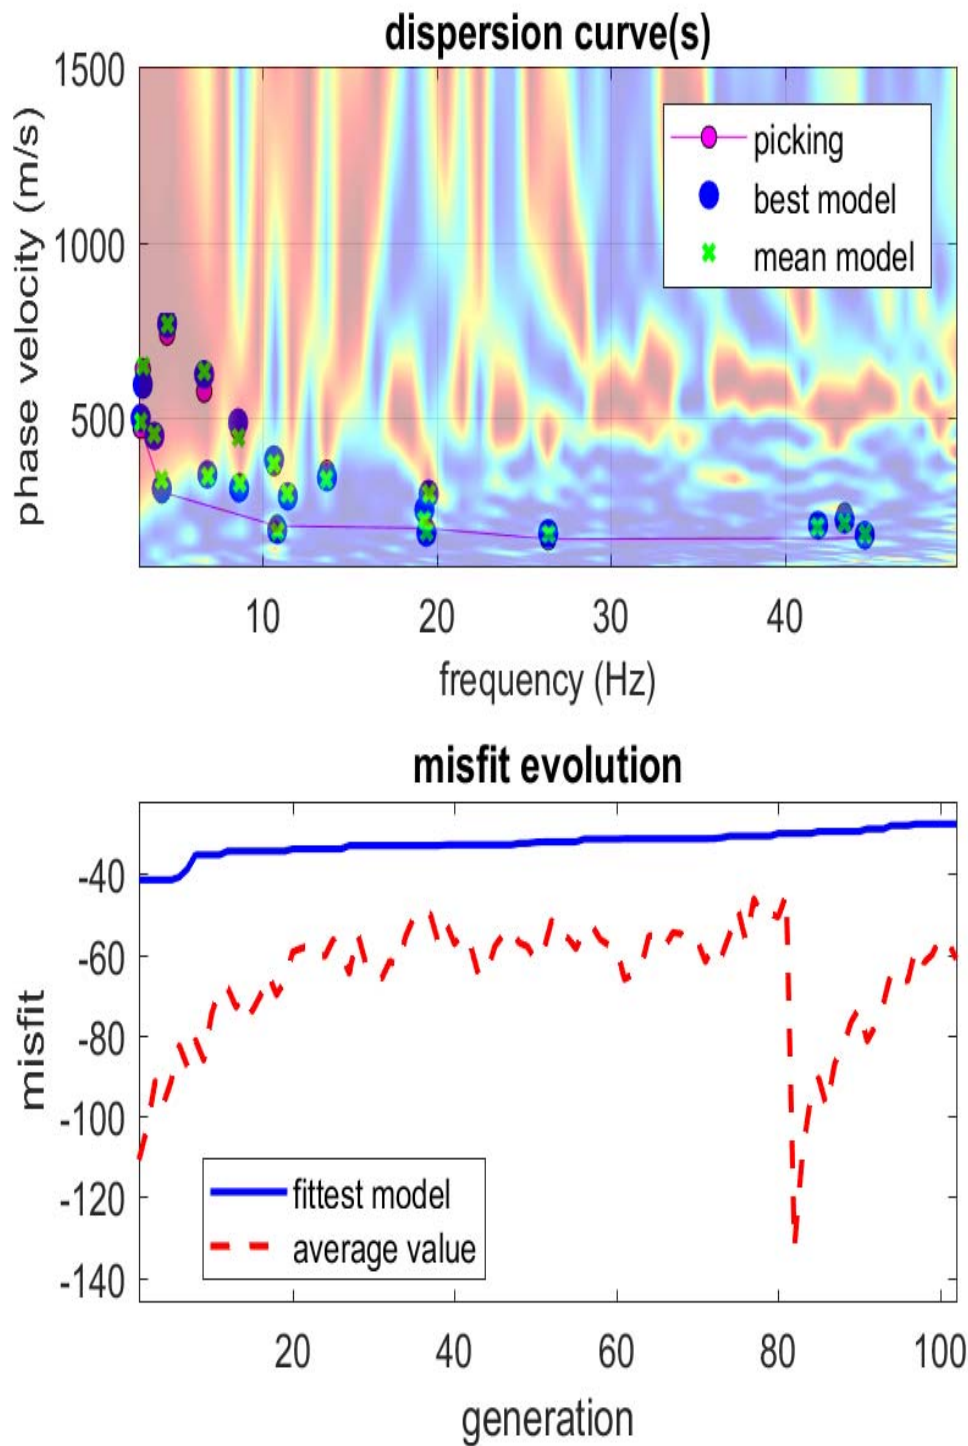 dispersion curve(s)
1500
1000
500
phase velocity (m/s)
picking
best model
mean model
10 20 30 40
frequency (Hz)
misfit evolution
-40
-60
-80
-100
-120
-140
misfit
fittest model
average value
20 40 60 80 100
generation